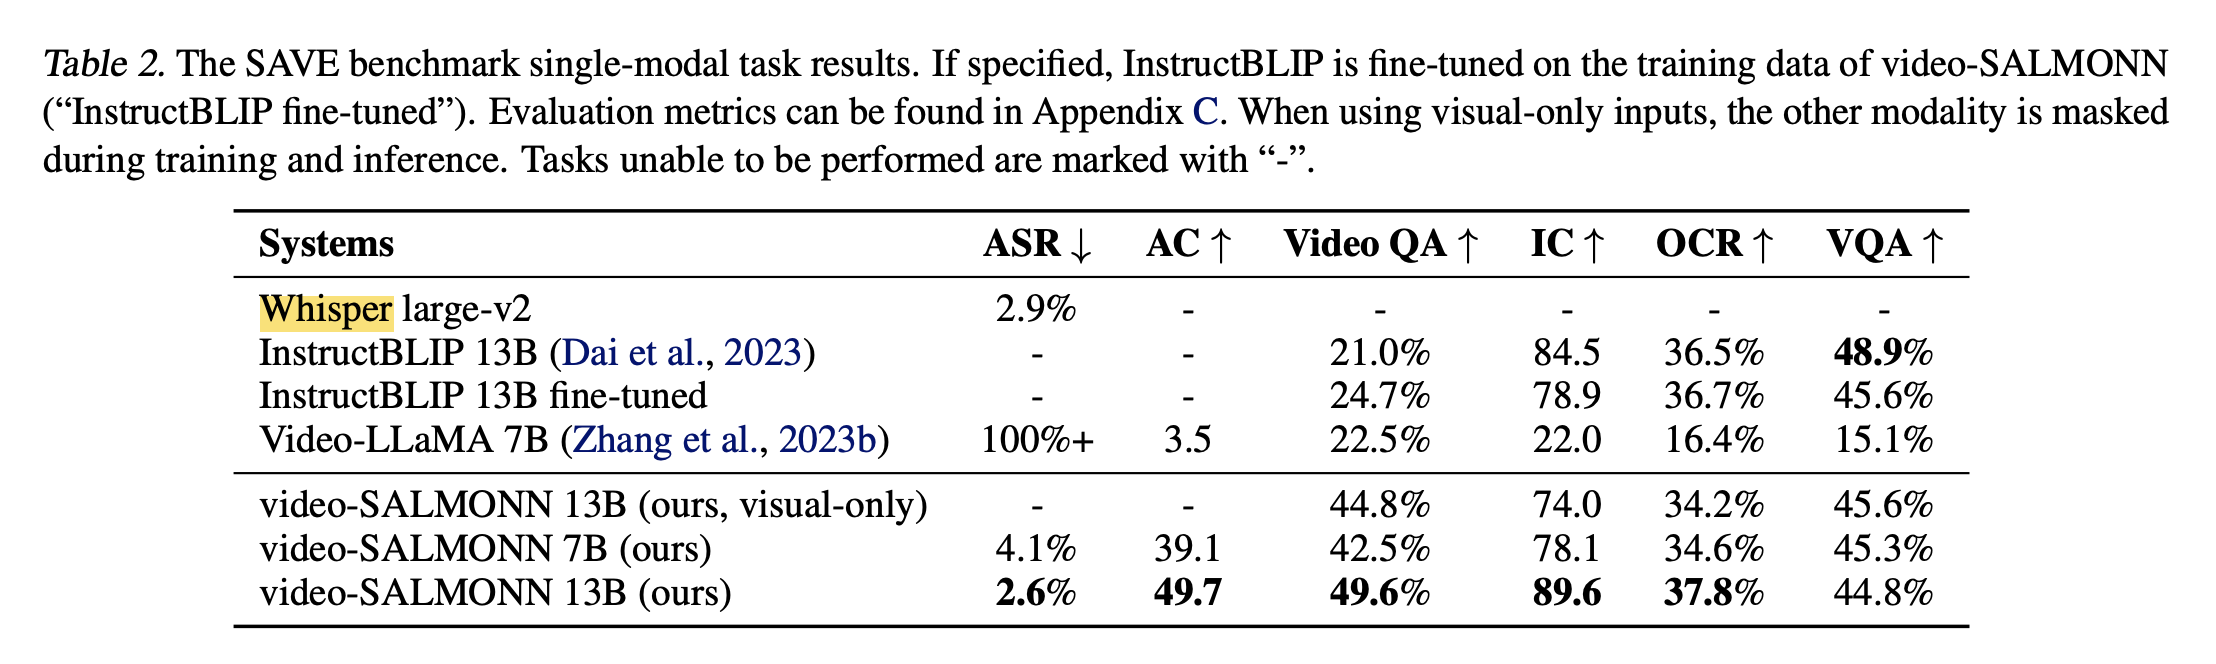 Table 2. The SAVE benchmark single-modal task results. If specified, InstructBLIP is fine-tuned on the training data of video-SALMONN
(“InstructBLIP fine-tuned”). Evaluation metrics can be found in Appendix C. When using visual-only inputs, the other modality is masked
during training and inference. Tasks unable to be performed are marked with “-”.
Systems ASR ↓ AC ↑ Video QA ↑ IC ↑ OCR ↑ VQA ↑
Whisper large-v2 2.9% - - - - -
InstructBLIP 13B (Dai et al., 2023) - - 21.0% 84.5 36.5% 48.9%
InstructBLIP 13B fine-tuned - - 24.7% 78.9 36.7% 45.6%
Video-LLaMA 7B (Zhang et al., 2023b) 100%+ 3.5 22.5% 22.0 16.4% 15.1%
video-SALMONN 13B (ours, visual-only) - - 44.8% 74.0 34.2% 45.6%
video-SALMONN 7B (ours) 4.1% 39.1 42.5% 78.1 34.6% 45.3%
video-SALMONN 13B (ours) 2.6% 49.7 49.6% 89.6 37.8% 44.8%